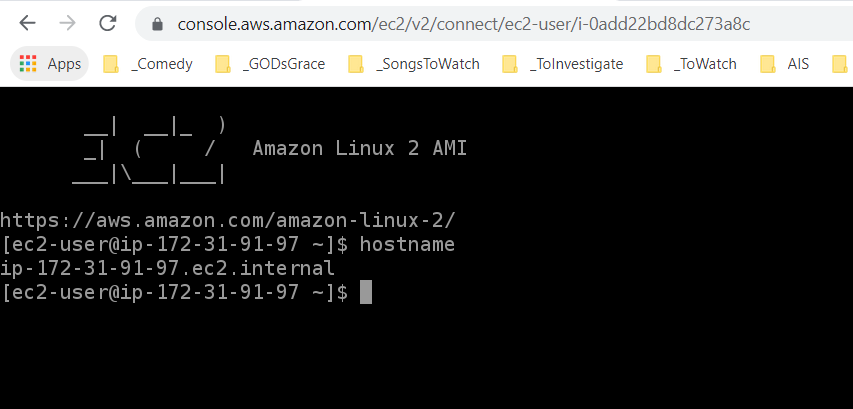 console.aws.amazon.com/ec2/v2/connect/ec2-user/i-0add22bd8dc273a8c
Apps _Comedy _GODsGrace _SongsToWatch _ToInvestigate _ToWatch AIS
__|  __|_  )
_|  (     /   Amazon Linux 2 AMI
___|\___|___|
https://aws.amazon.com/amazon-linux-2/
[ec2-user@ip-172-31-91-97 ~]$ hostname
ip-172-31-91-97.ec2.internal
[ec2-user@ip-172-31-91-97 ~]$